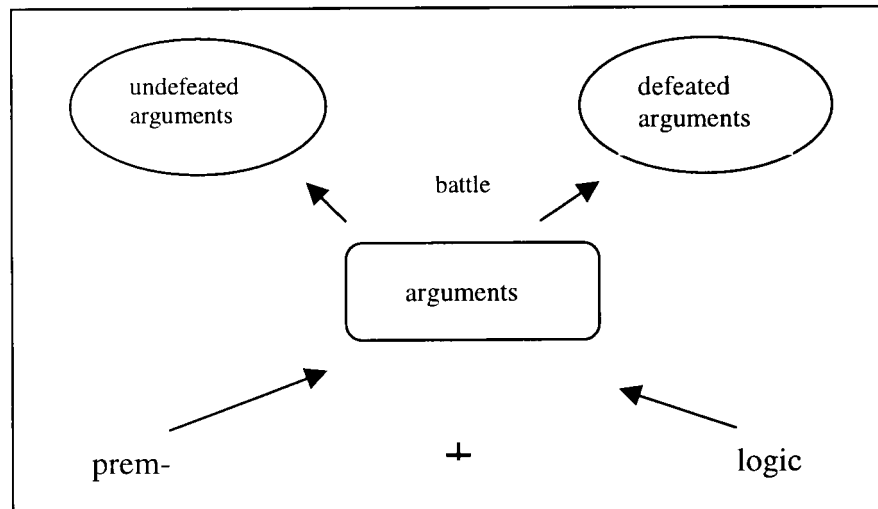 undefeated
arguments
defeated
arguments
battle
arguments
prem-
+
logic